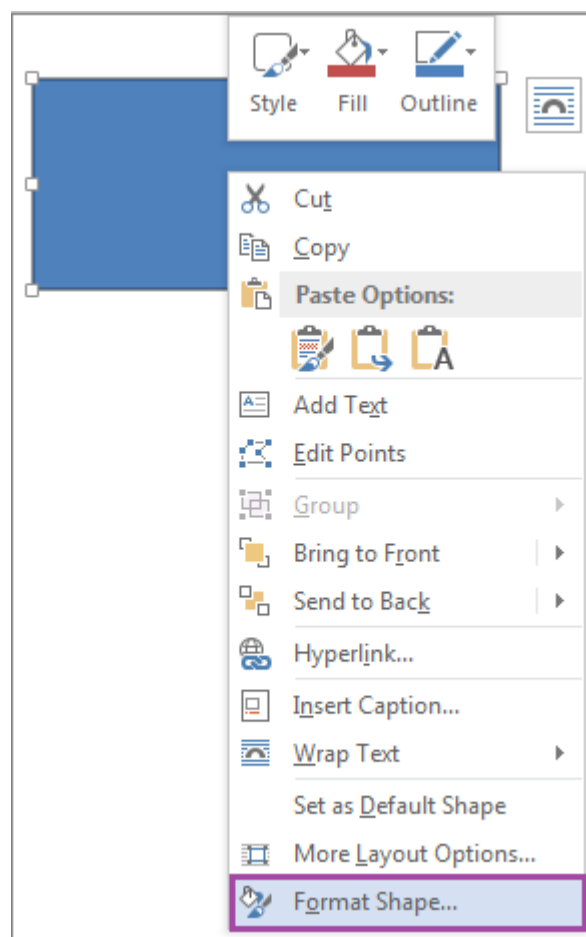 Style Fill Outline
Cut
Copy
Paste Options:
A
Add Text
Edit Points
Group
Bring to Front
Send to Back
Hyperlink...
Insert Caption...
Wrap Text
Set as Default Shape
More Layout Options...
Format Shape...